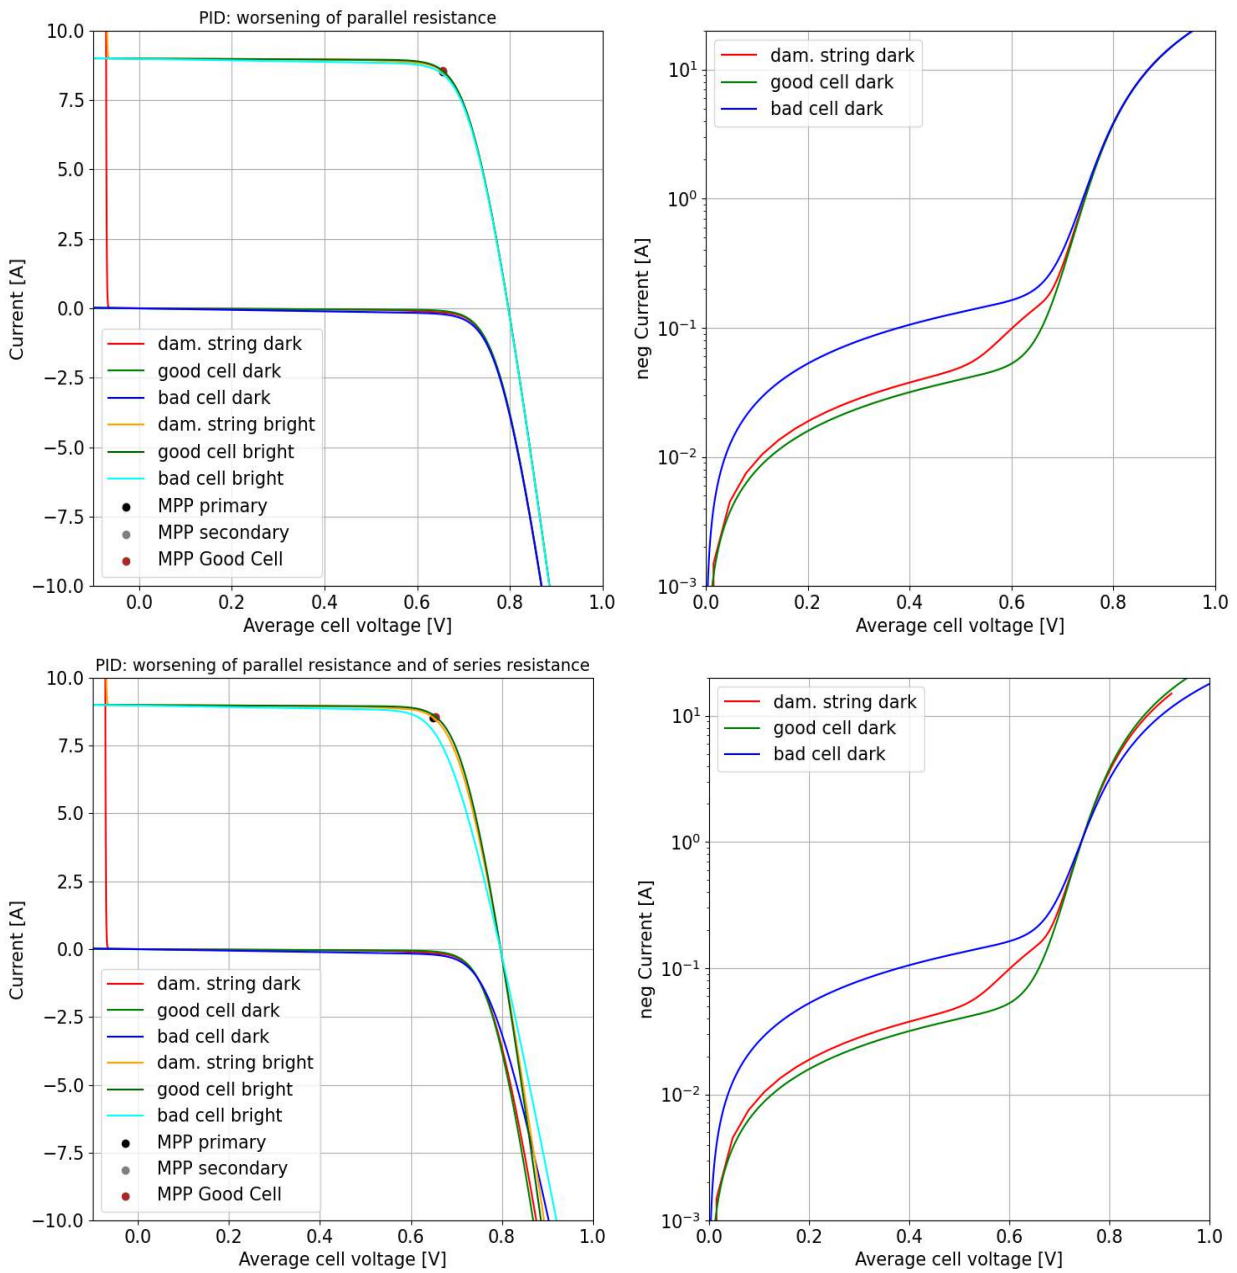 PID: worsening of parallel resistance
10.0
7.5
5.0
2.5
0.0
−2.5
−5.0
−7.5
−10.0
Current [A]
dam. string dark
good cell dark
bad cell dark
dam. string bright
good cell bright
bad cell bright
MPP primary
MPP secondary
MPP Good Cell
0.0 0.2 0.4 0.6 0.8 1.0
Average cell voltage [V]
dam. string dark
good cell dark
bad cell dark
10¹
10⁰
10⁻¹
10⁻²
10⁻³
neg Current [A]
0.0 0.2 0.4 0.6 0.8 1.0
Average cell voltage [V]
PID: worsening of parallel resistance and of series resistance
10.0
7.5
5.0
2.5
0.0
−2.5
−5.0
−7.5
−10.0
Current [A]
dam. string dark
good cell dark
bad cell dark
dam. string bright
good cell bright
bad cell bright
MPP primary
MPP secondary
MPP Good Cell
0.0 0.2 0.4 0.6 0.8 1.0
Average cell voltage [V]
dam. string dark
good cell dark
bad cell dark
10¹
10⁰
10⁻¹
10⁻²
10⁻³
neg Current [A]
0.0 0.2 0.4 0.6 0.8 1.0
Average cell voltage [V]